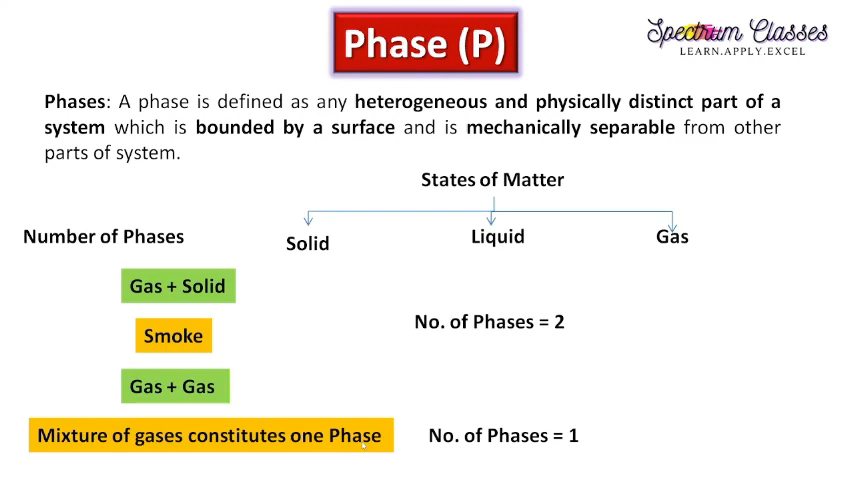 Phase (P)
Spectrum Classes
LEARN.APPLY.EXCEL
Phases: A phase is defined as any heterogeneous and physically distinct part of a
system which is bounded by a surface and is mechanically separable from other
parts of system.
States of Matter
Number of Phases
Solid
Liquid
Gas
Gas + Solid
No. of Phases = 2
Smoke
Gas + Gas
Mixture of gases constitutes one Phase
No. of Phases = 1